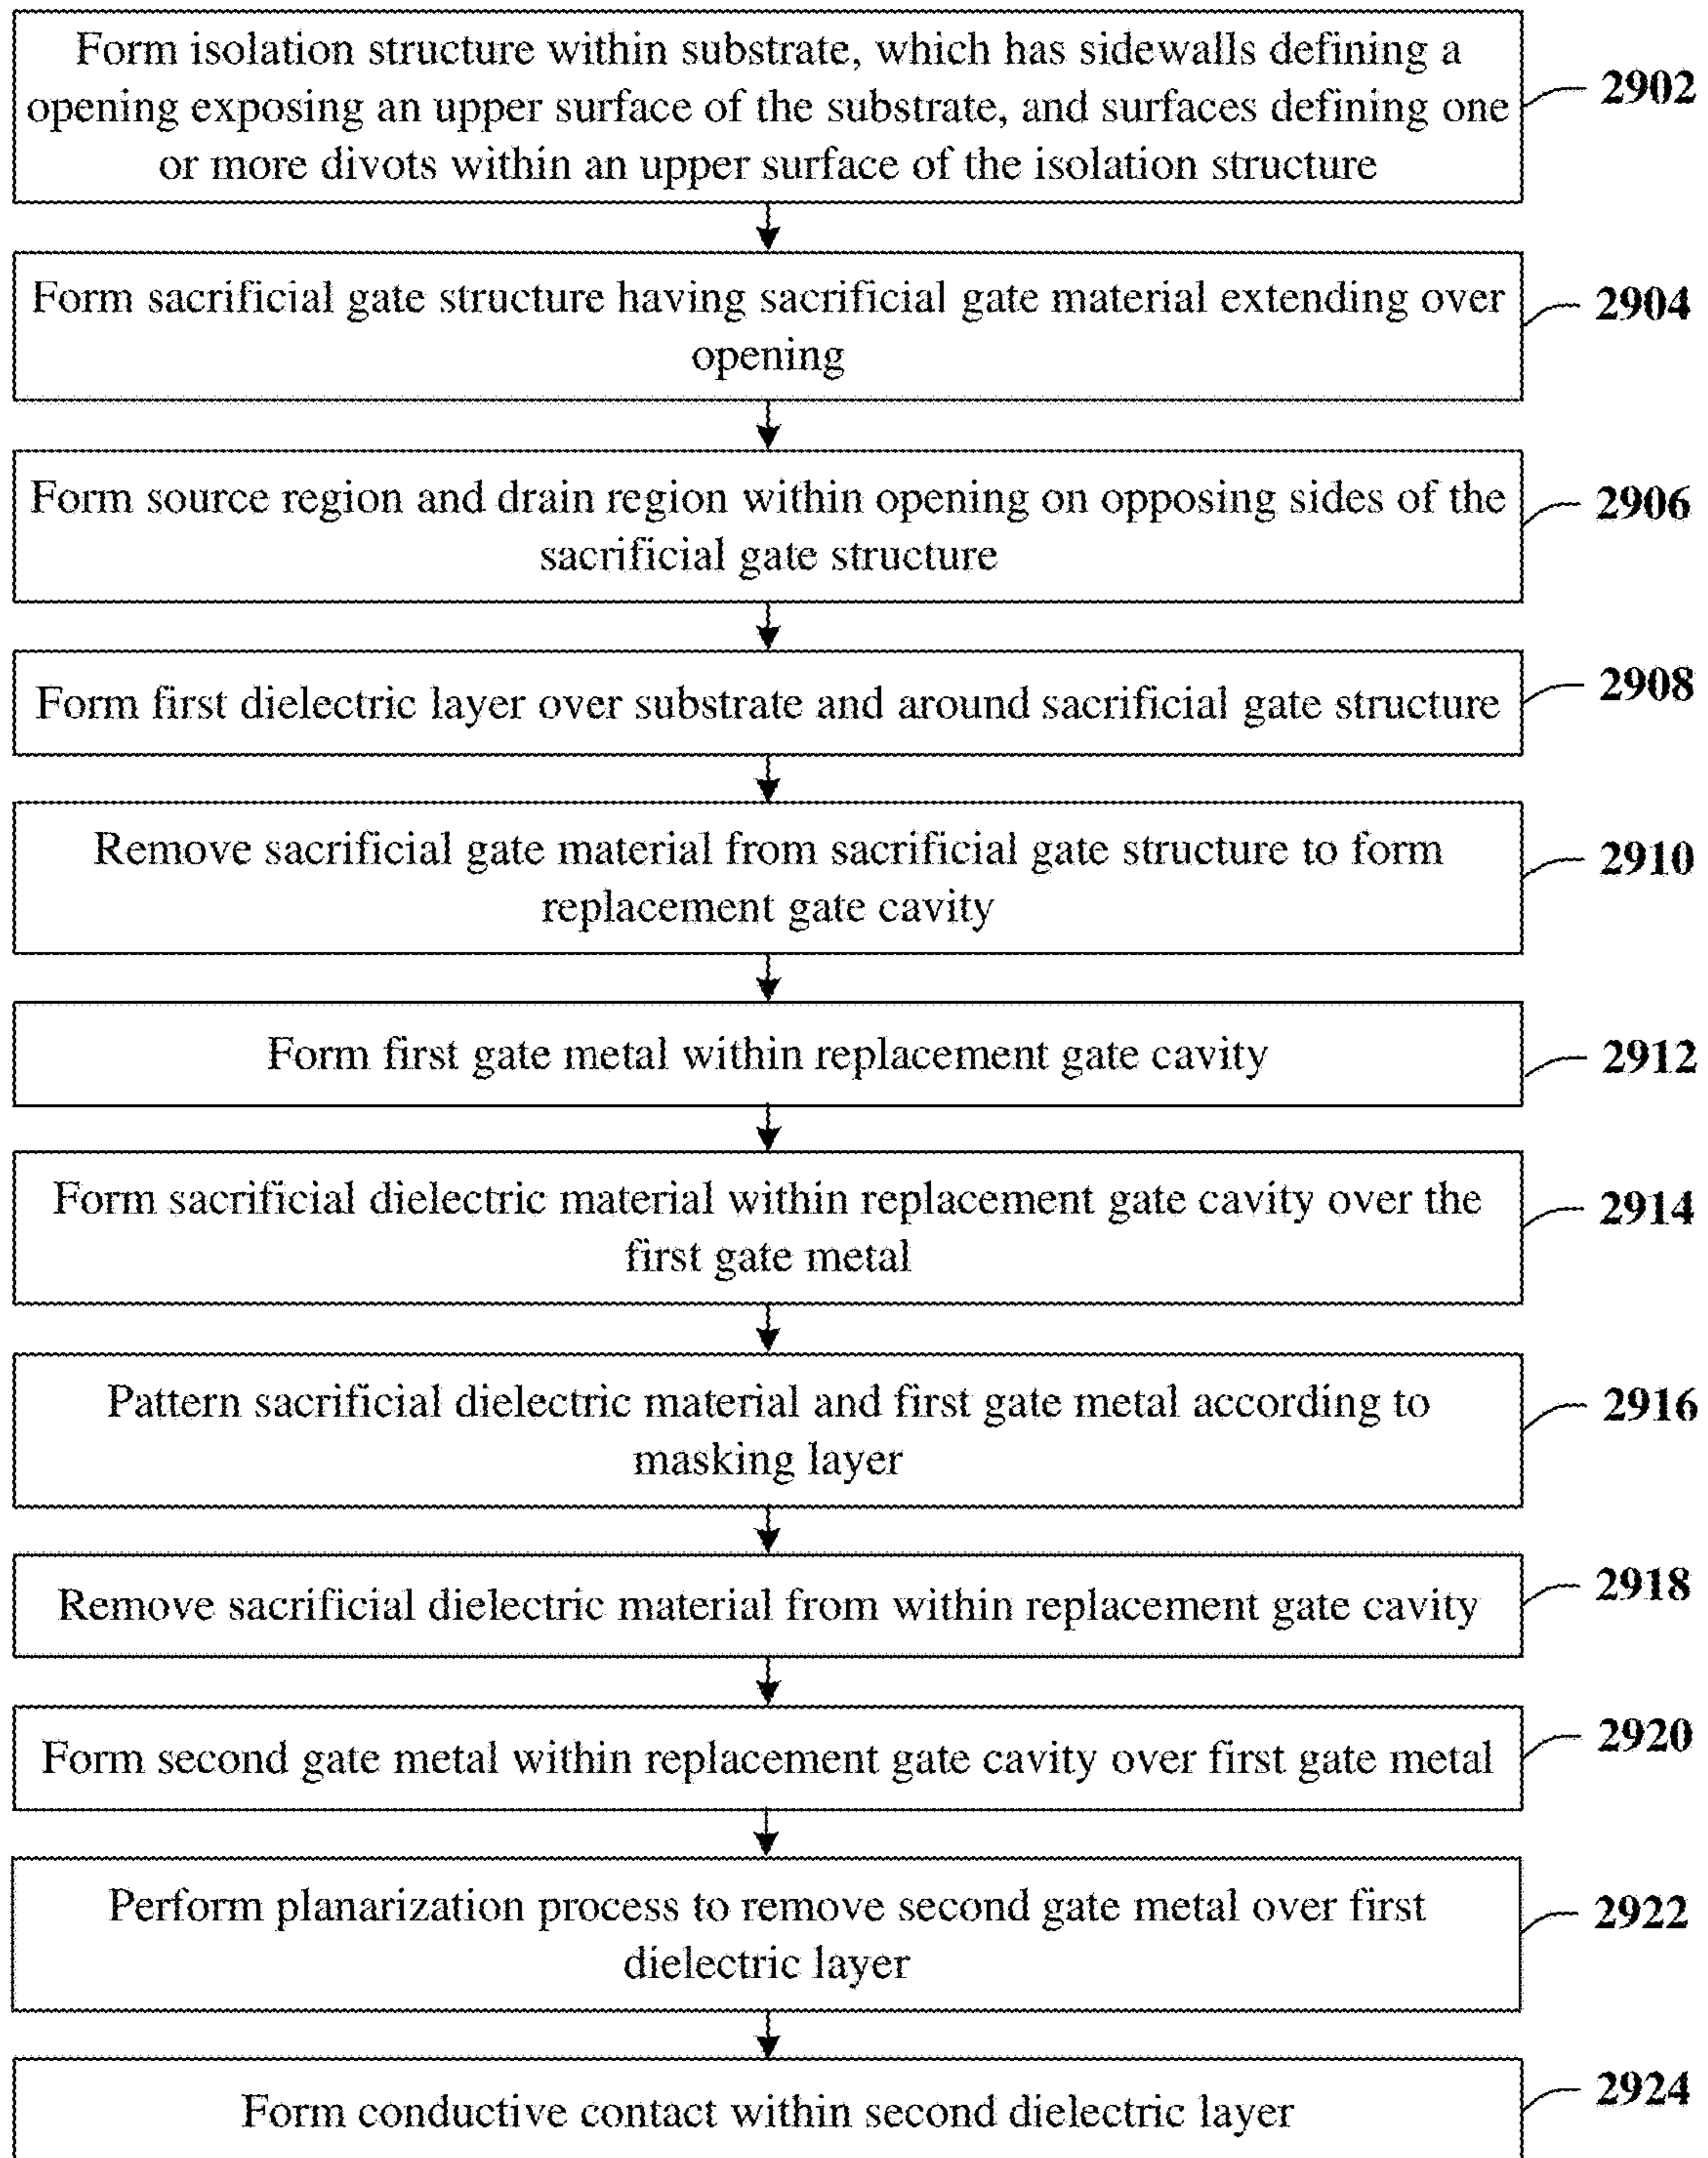 Form isolation structure within substrate, which has sidewalls defining a
opening exposing an upper surface of the substrate, and surfaces defining one
or more divots within an upper surface of the isolation structure
2902
Form sacrificial gate structure having sacrificial gate material extending over
opening
2904
Form source region and drain region within opening on opposing sides of the
sacrificial gate structure
2906
Form first dielectric layer over substrate and around sacrificial gate structure
2908
Remove sacrificial gate material from sacrificial gate structure to form
replacement gate cavity
2910
Form first gate metal within replacement gate cavity
2912
Form sacrificial dielectric material within replacement gate cavity over the
first gate metal
2914
Pattern sacrificial dielectric material and first gate metal according to
masking layer
2916
Remove sacrificial dielectric material from within replacement gate cavity
2918
Form second gate metal within replacement gate cavity over first gate metal
2920
Perform planarization process to remove second gate metal over first
dielectric layer
2922
Form conductive contact within second dielectric layer
2924